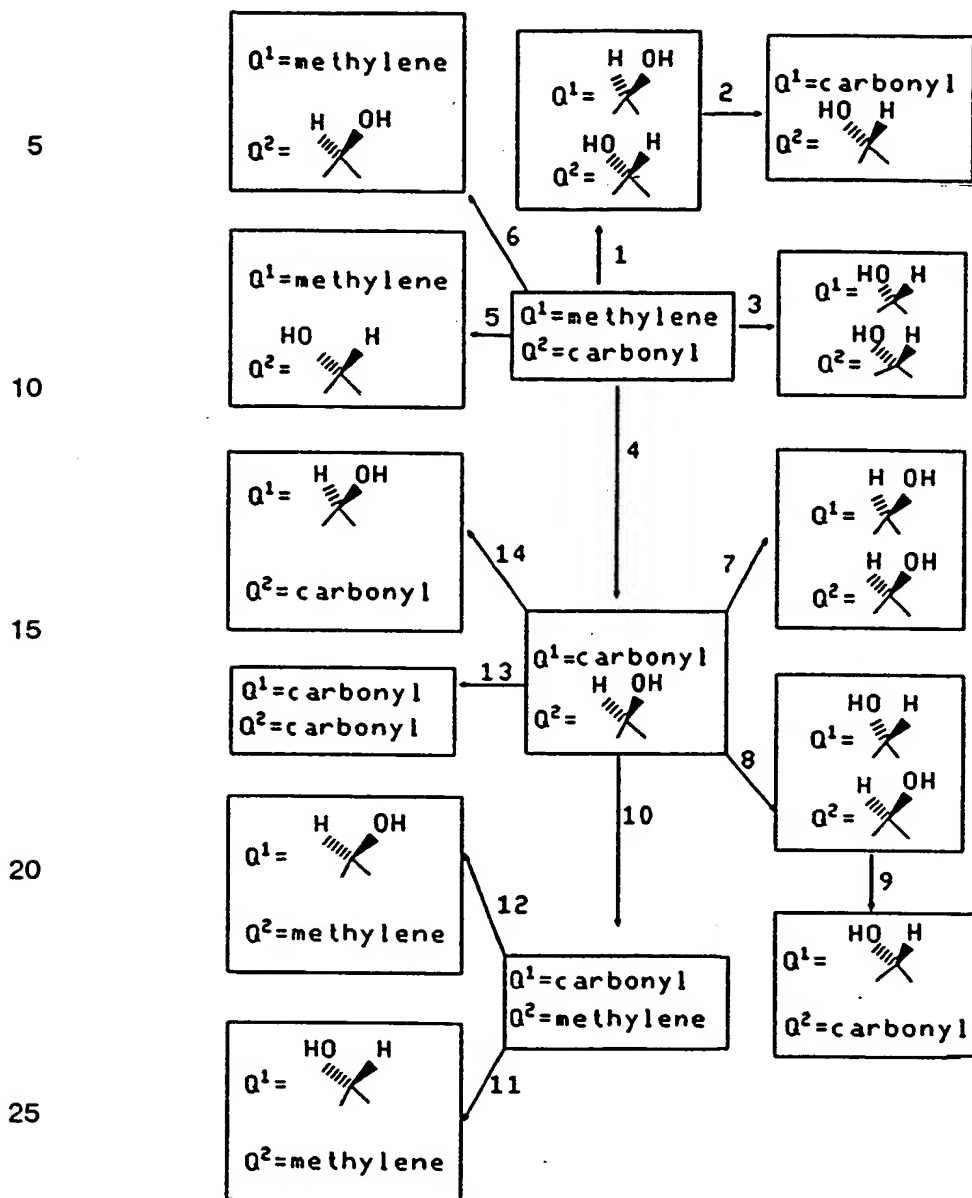 Q¹=methylene
H OH
Q²=
H OH
Q¹=
HO H
Q²=
2
Q¹=carbonyl
HO H
Q²=
5
6
1
Q¹=methylene
HO H
Q²=
5
Q¹=methylene
Q²=carbonyl
3
HO H
Q¹=
HO H
Q²=
10
4
H OH
Q¹=
Q²=carbonyl
14
7
H OH
Q¹=
H OH
Q²=
15
Q¹=carbonyl
H OH
Q²=
13
Q¹=carbonyl
Q²=carbonyl
8
HO H
Q¹=
H OH
Q²=
10
9
H OH
Q¹=
Q²=methylene
20
12
Q¹=carbonyl
Q²=methylene
HO H
Q¹=
Q²=carbonyl
11
HO H
Q¹=
Q²=methylene
25